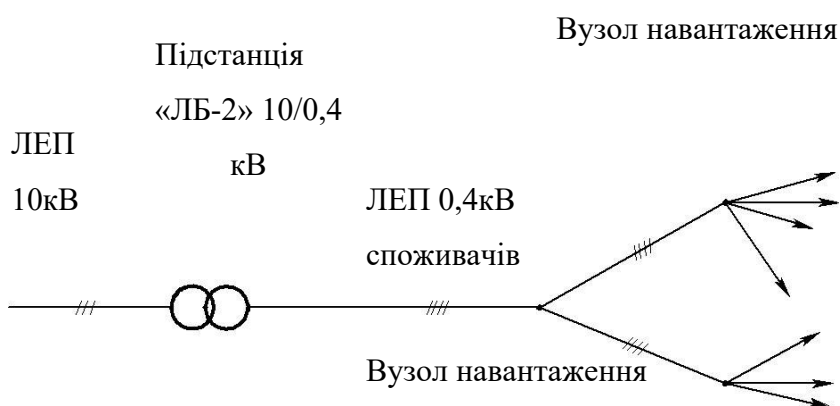 Вузол навантаження
Підстанція
«ЛБ-2» 10/0,4
кВ
ЛЕП
10кВ
ЛЕП 0,4кВ
споживачів
Вузол навантаження